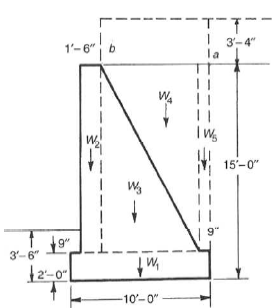 1'-6" b
3'-4"
a
W₄
W₂
W₅
15'-0"
W₃
9"
9"
3'-6"
W₁
2'-0"
10'-0"